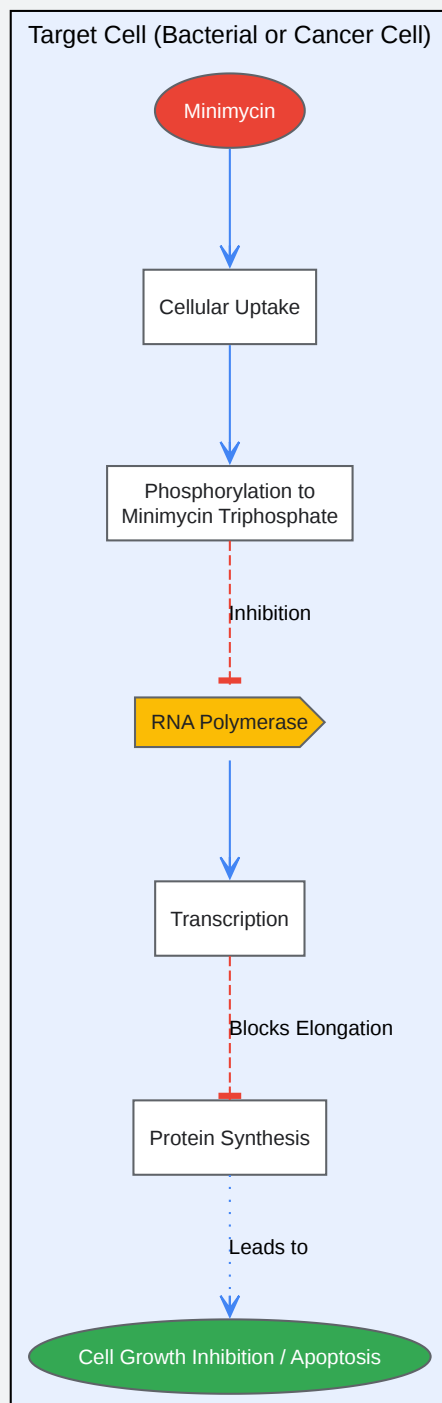 Target Cell (Bacterial or Cancer Cell)
Minimycin
Cellular Uptake
Phosphorylation to
Minimycin Triphosphate
Inhibition
RNA Polymerase
Transcription
Blocks Elongation
Protein Synthesis
Leads to
Cell Growth Inhibition / Apoptosis